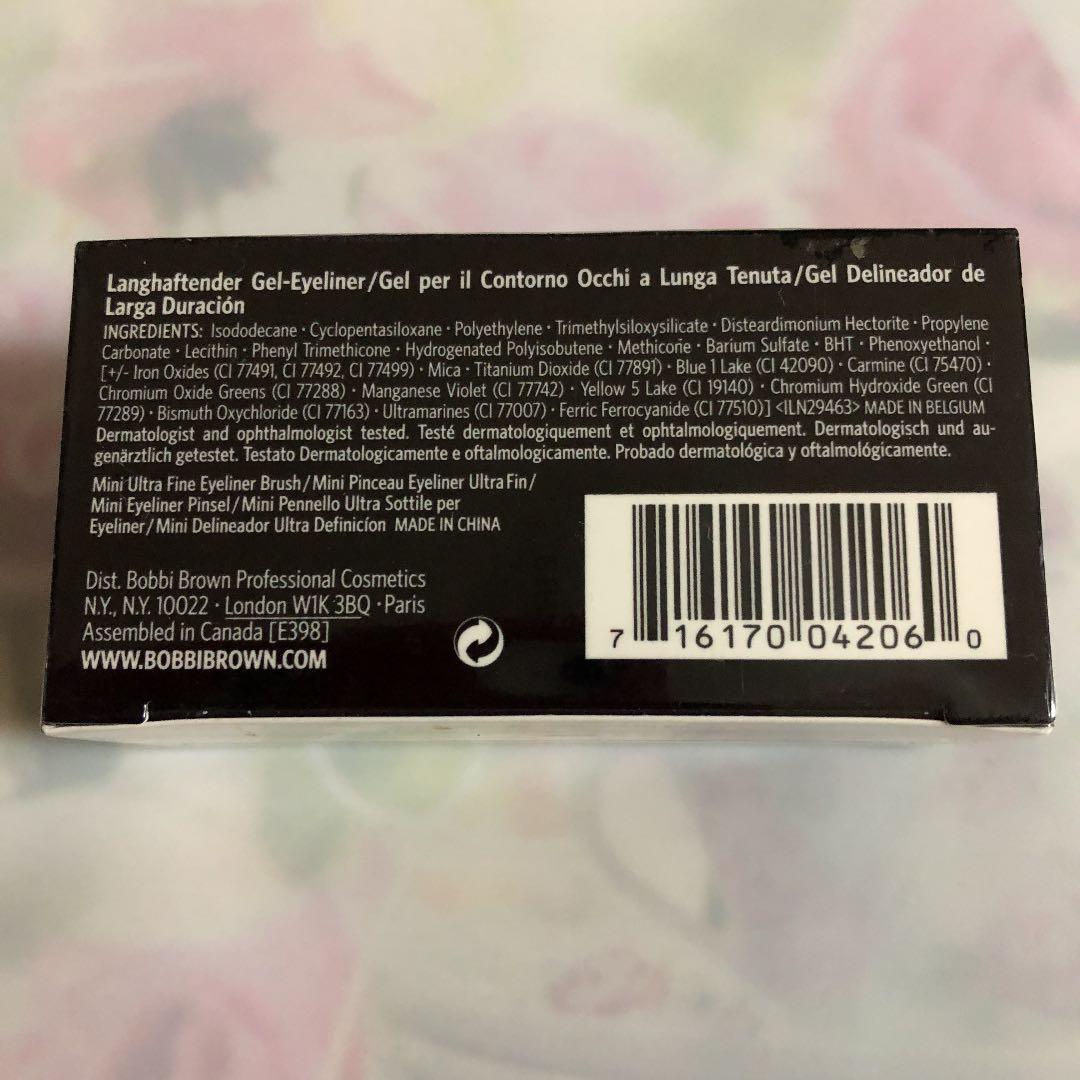 Langhaftender Gel-Eyeliner/Gel per il Contorno Occhi a Lunga Tenuta/Gel Delineador de
Larga Duración
INGREDIENTS: Isododecane · Cyclopentasiloxane · Polyethylene · Trimethylsiloxysilicate · Disteardimonium Hectorite · Propylene
Carbonate · Lecithin · Phenyl Trimethicone · Hydrogenated Polyisobutene · Methicone · Barium Sulfate · BHT · Phenoxyethanol ·
[+/- Iron Oxides (CI 77491, CI 77492, CI 77499) · Mica · Titanium Dioxide (CI 77891) · Blue 1 Lake (CI 42090) · Carmine (CI 75470) ·
Chromium Oxide Greens (CI 77288) · Manganese Violet (CI 77742) · Yellow 5 Lake (CI 19140) · Chromium Hydroxide Green (CI
77289) · Bismuth Oxychloride (CI 77163) · Ultramarines (CI 77007) · Ferric Ferrocyanide (CI 77510)] <ILN29463> MADE IN BELGIUM
Dermatologist and ophthalmologist tested. Testé dermatologiquement et ophtalmologiquement. Dermatologisch und au-
genärztlich getestet. Testato Dermatologicamente e oftalmologicamente. Probado dermatológica y oftalmológicamente.
Mini Ultra Fine Eyeliner Brush/Mini Pinceau Eyeliner Ultra Fin/
Mini Eyeliner Pinsel/Mini Pennello Ultra Sottile per
Eyeliner/Mini Delineador Ultra Definicíon MADE IN CHINA
Dist. Bobbi Brown Professional Cosmetics
N.Y., N.Y. 10022 · London W1K 3BQ · Paris
Assembled in Canada [E398]
WWW.BOBBIBROWN.COM
7 16170 04206 0